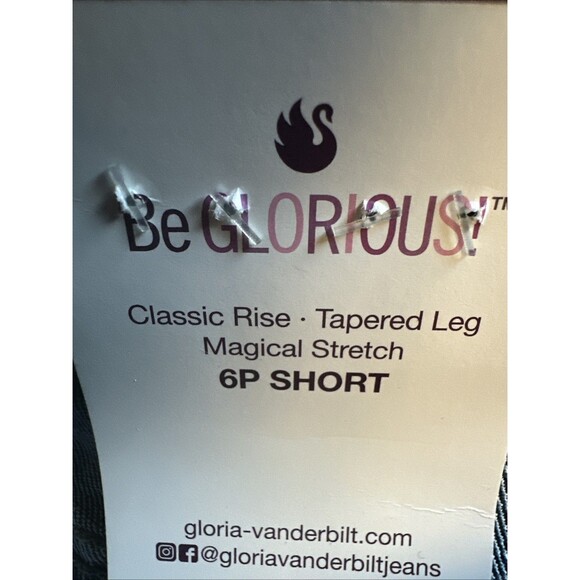 Be GLORIOUS!™
Classic Rise · Tapered Leg
Magical Stretch
6P SHORT
gloria-vanderbilt.com
@gloriavanderbiltjeans